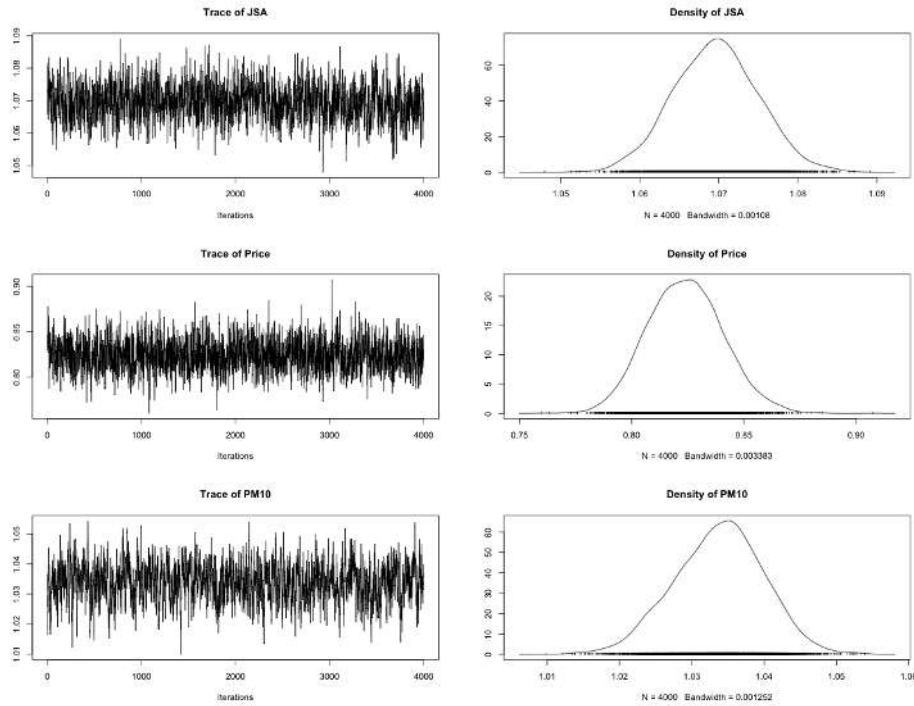 Trace of JSA
Density of JSA
1.05 1.06 1.07 1.08 1.09
0 1000 2000 3000 4000
Iterations
0 20 40 60
1.05 1.06 1.07 1.08 1.09
N = 4000 Bandwidth = 0.00108
Trace of Price
Density of Price
0.80 0.85 0.90
0 1000 2000 3000 4000
Iterations
0 5 10 15 20
0.75 0.80 0.85 0.90
N = 4000 Bandwidth = 0.003383
Trace of PM10
Density of PM10
1.01 1.02 1.03 1.04 1.05
0 1000 2000 3000 4000
Iterations
0 10 20 30 40 50 60
1.01 1.02 1.03 1.04 1.05
N = 4000 Bandwidth = 0.001252